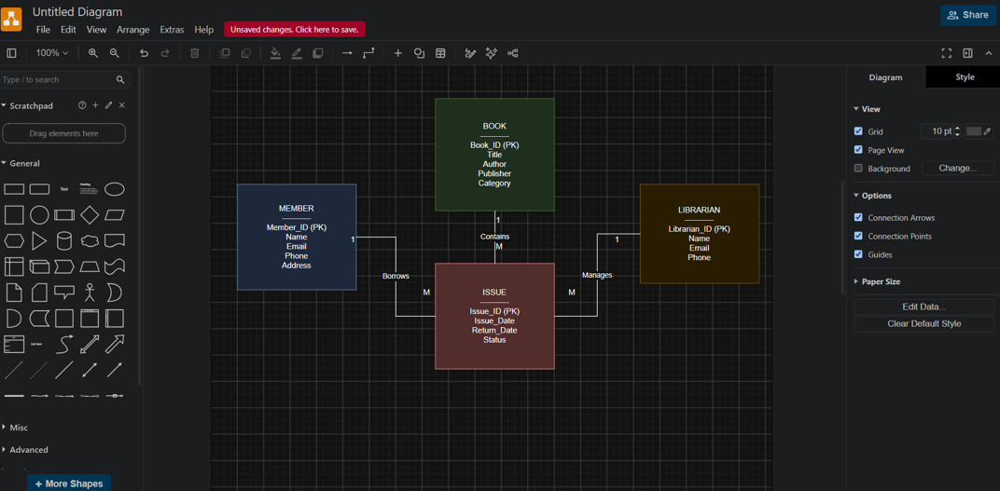 Untitled Diagram
File Edit View Arrange Extras Help Unsaved changes. Click here to save.
Share
100%
Type / to search
Scratchpad
Drag elements here
General
Text
Heading
List Item
Misc
Advanced
+ More Shapes
BOOK
-----------
Book_ID (PK)
Title
Author
Publisher
Category
MEMBER
-----------
Member_ID (PK)
Name
Email
Phone
Address
LIBRARIAN
-----------
Librarian_ID (PK)
Name
Email
Phone
1
Contains
M
1
Borrows
M
1
Manages
M
ISSUE
-----------
Issue_ID (PK)
Issue_Date
Return_Date
Status
Diagram Style
View
Grid 10 pt
Page View
Background Change...
Options
Connection Arrows
Connection Points
Guides
Paper Size
Edit Data...
Clear Default Style